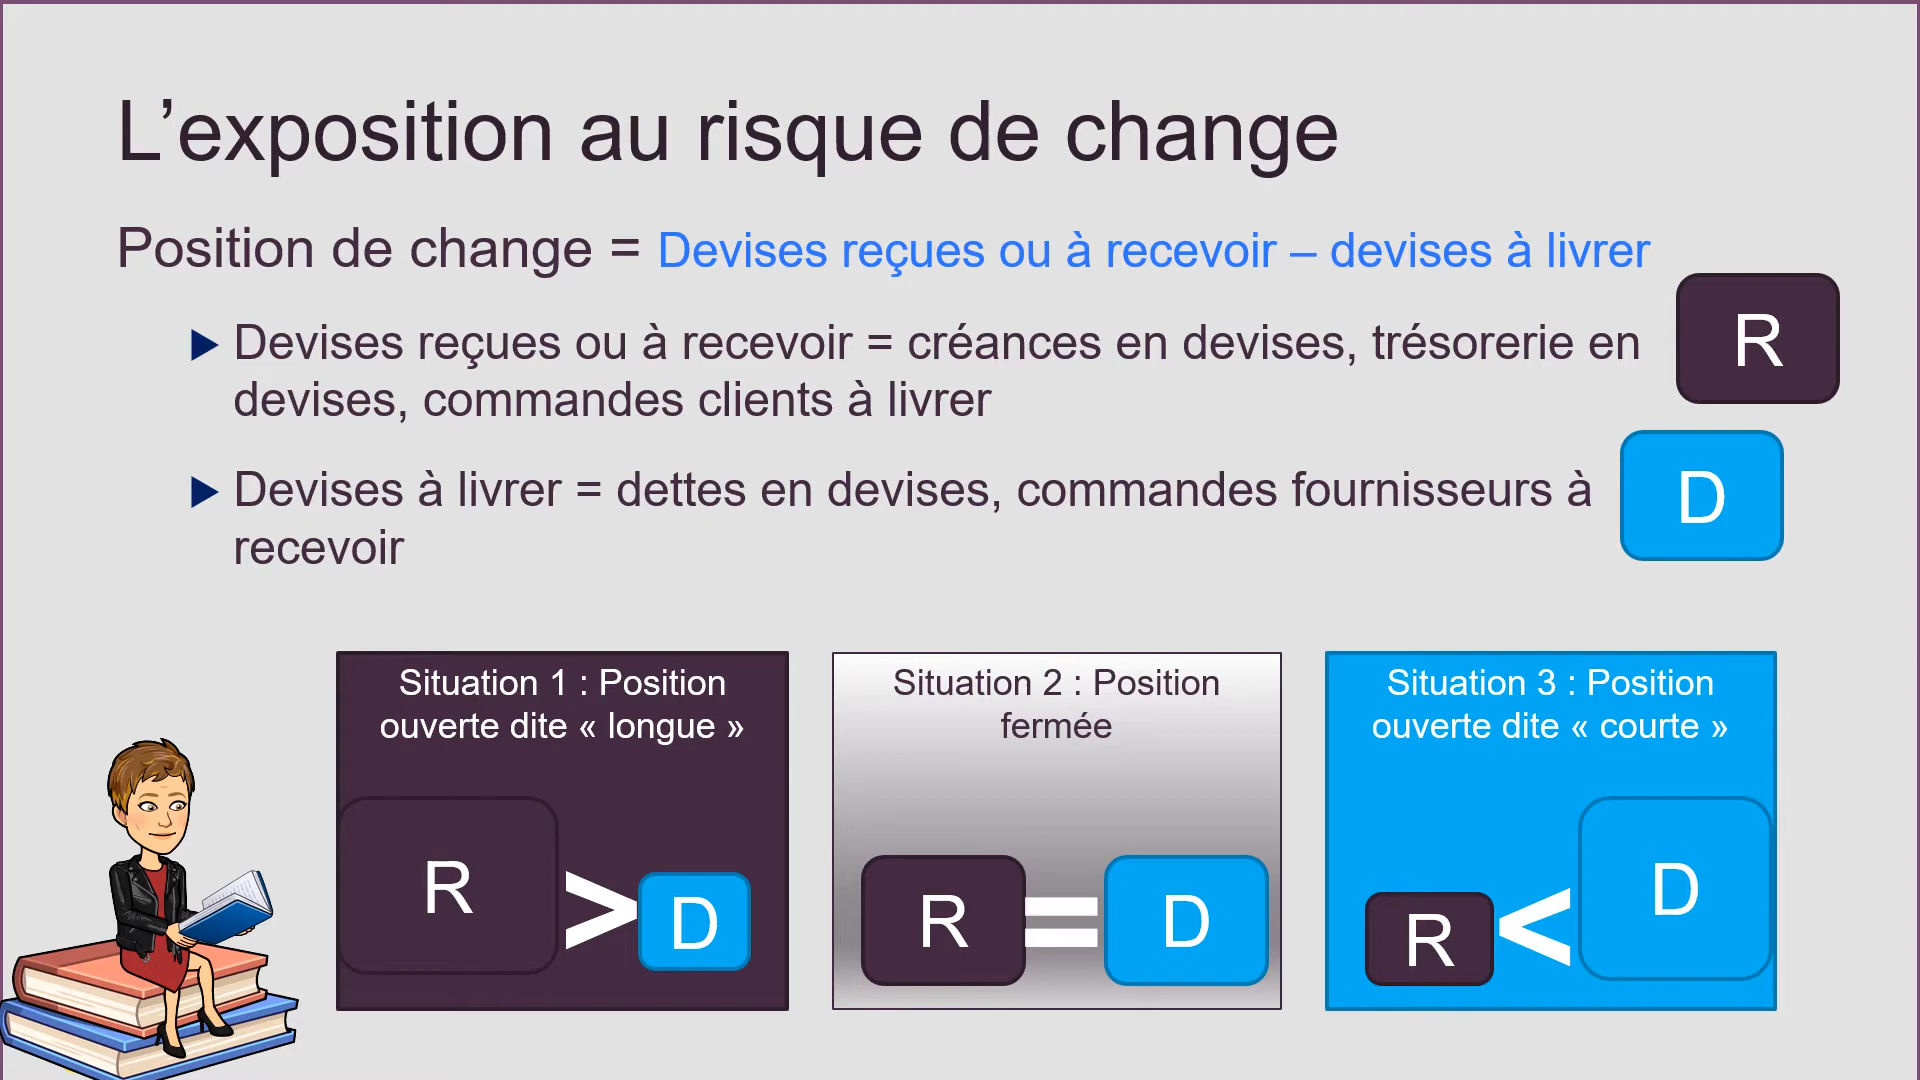 L’exposition au risque de change
Position de change = Devises reçues ou à recevoir – devises à livrer
Devises reçues ou à recevoir = créances en devises, trésorerie en
devises, commandes clients à livrer
R
Devises à livrer = dettes en devises, commandes fournisseurs à
recevoir
D
Situation 1 : Position
ouverte dite « longue »
R > D
Situation 2 : Position
fermée
R = D
Situation 3 : Position
ouverte dite « courte »
R < D